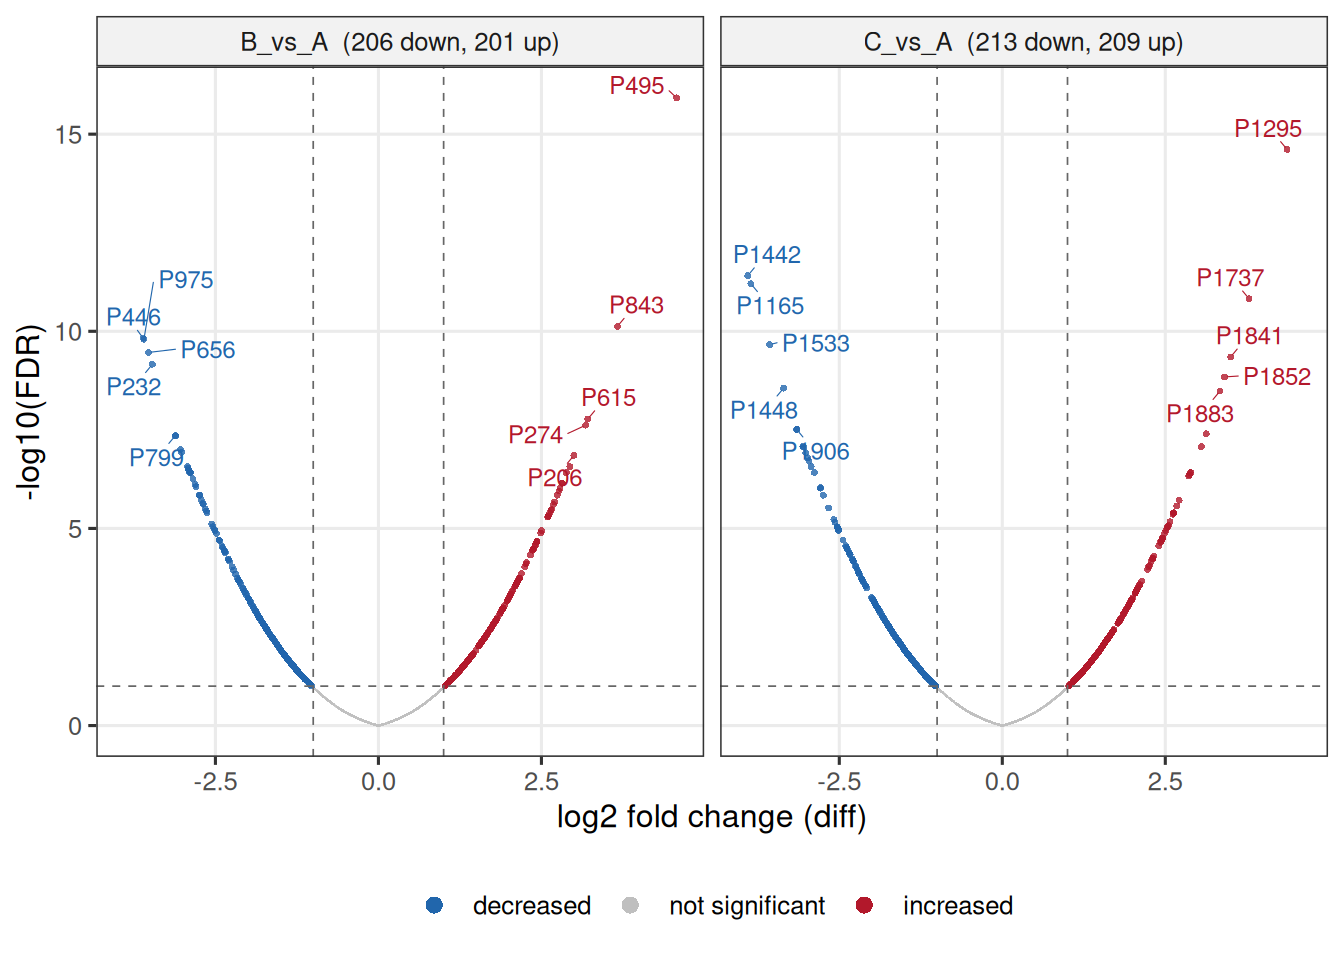 B_vs_A  (206 down, 201 up)
C_vs_A  (213 down, 209 up)
P495
P975
P446
P656
P232
P799
P843
P615
P274
P206
P1295
P1442
P1165
P1533
P1448
P906
P1737
P1841
P1852
P1883
15
10
5
0
-log10(FDR)
-2.5
0.0
2.5
-2.5
0.0
2.5
log2 fold change (diff)
decreased
not significant
increased